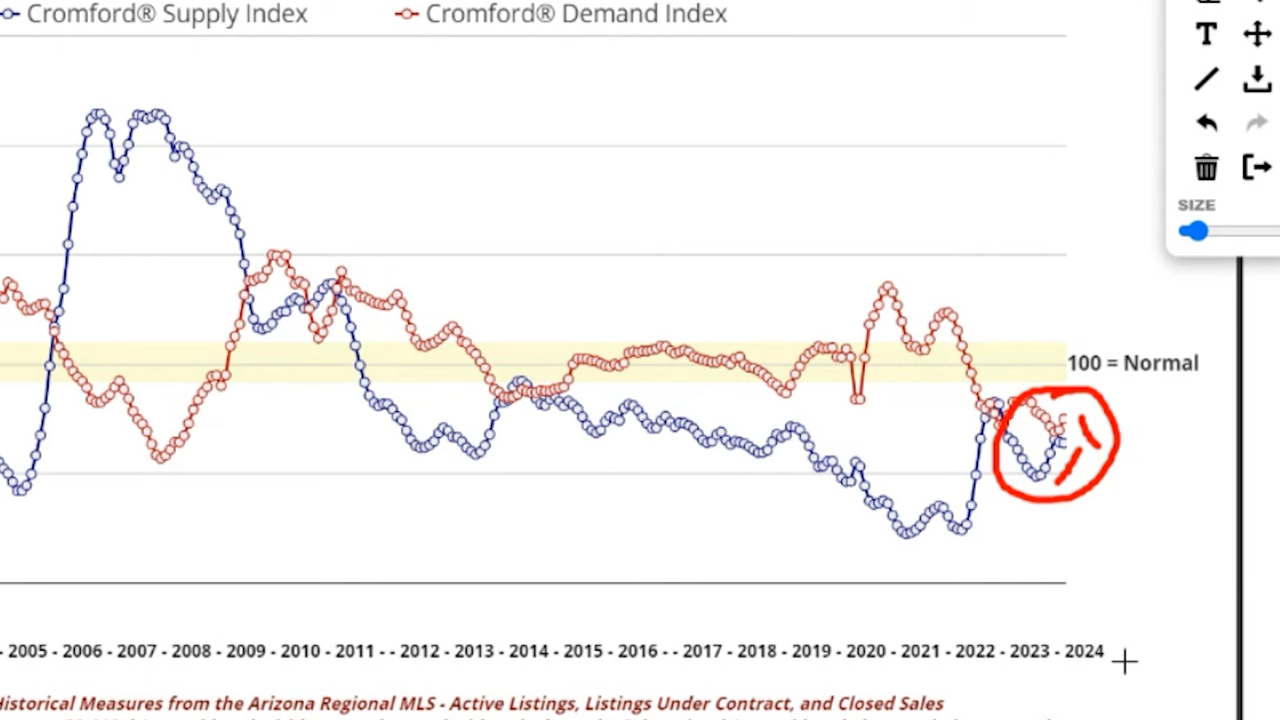 Cromford® Supply Index
Cromford® Demand Index
T
SIZE
100 = Normal
- 2005 - 2006 - 2007 - 2008 - 2009 - 2010 - 2011 - - 2012 - 2013 - 2014 - 2015 - 2016 - - 2017 - 2018 - 2019 - 2020 - 2021 - 2022 - 2023 - 2024
Historical Measures from the Arizona Regional MLS - Active Listings, Listings Under Contract, and Closed Sales